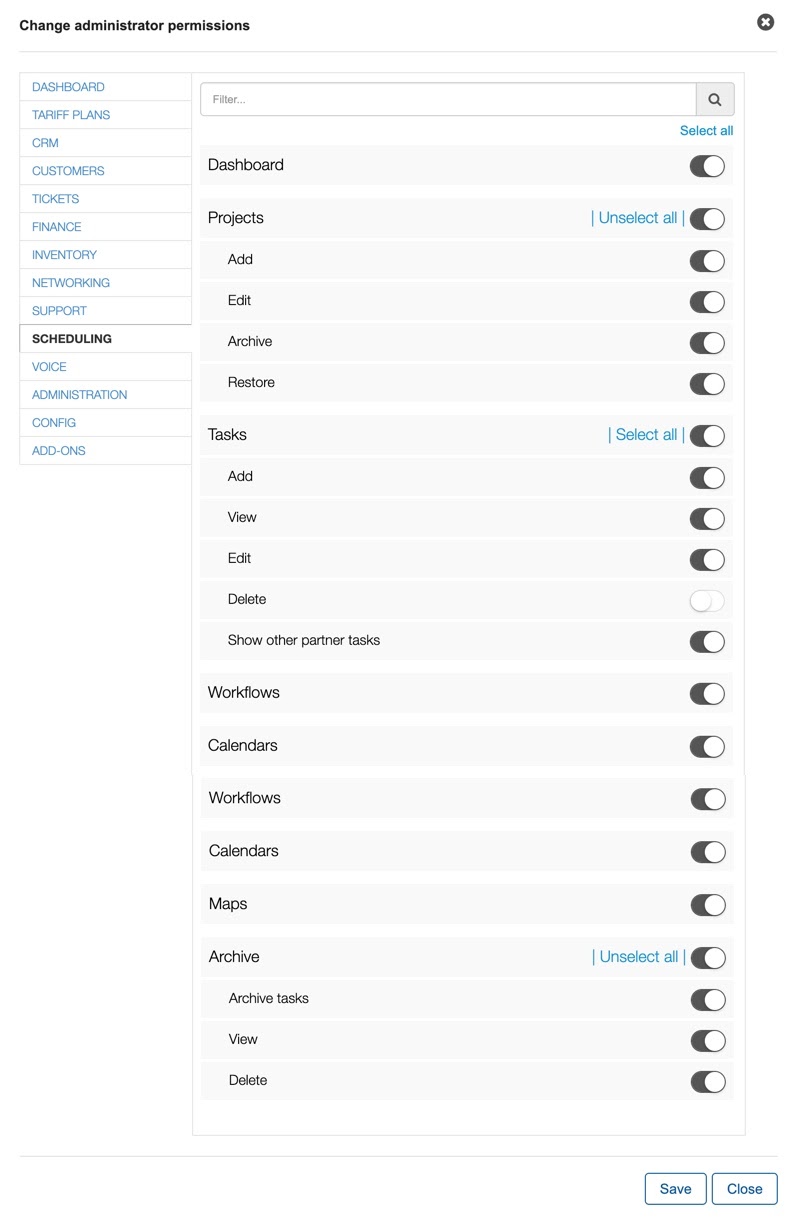 Change administrator permissions
DASHBOARD
TARIFF PLANS
CRM
CUSTOMERS
TICKETS
FINANCE
INVENTORY
NETWORKING
SUPPORT
SCHEDULING
VOICE
ADMINISTRATION
CONFIG
ADD-ONS
Filter...
Select all
Dashboard
Projects | Unselect all |
Add
Edit
Archive
Restore
Tasks | Select all |
Add
View
Edit
Delete
Show other partner tasks
Workflows
Calendars
Workflows
Calendars
Maps
Archive | Unselect all |
Archive tasks
View
Delete
Save Close